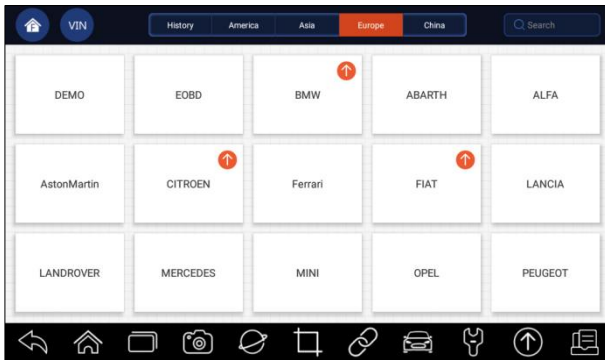 VIN History America Asia Europe China Search
DEMO EOBD BMW ABARTH ALFA
AstonMartin CITROEN Ferrari FIAT LANCIA
LANDROVER MERCEDES MINI OPEL PEUGEOT